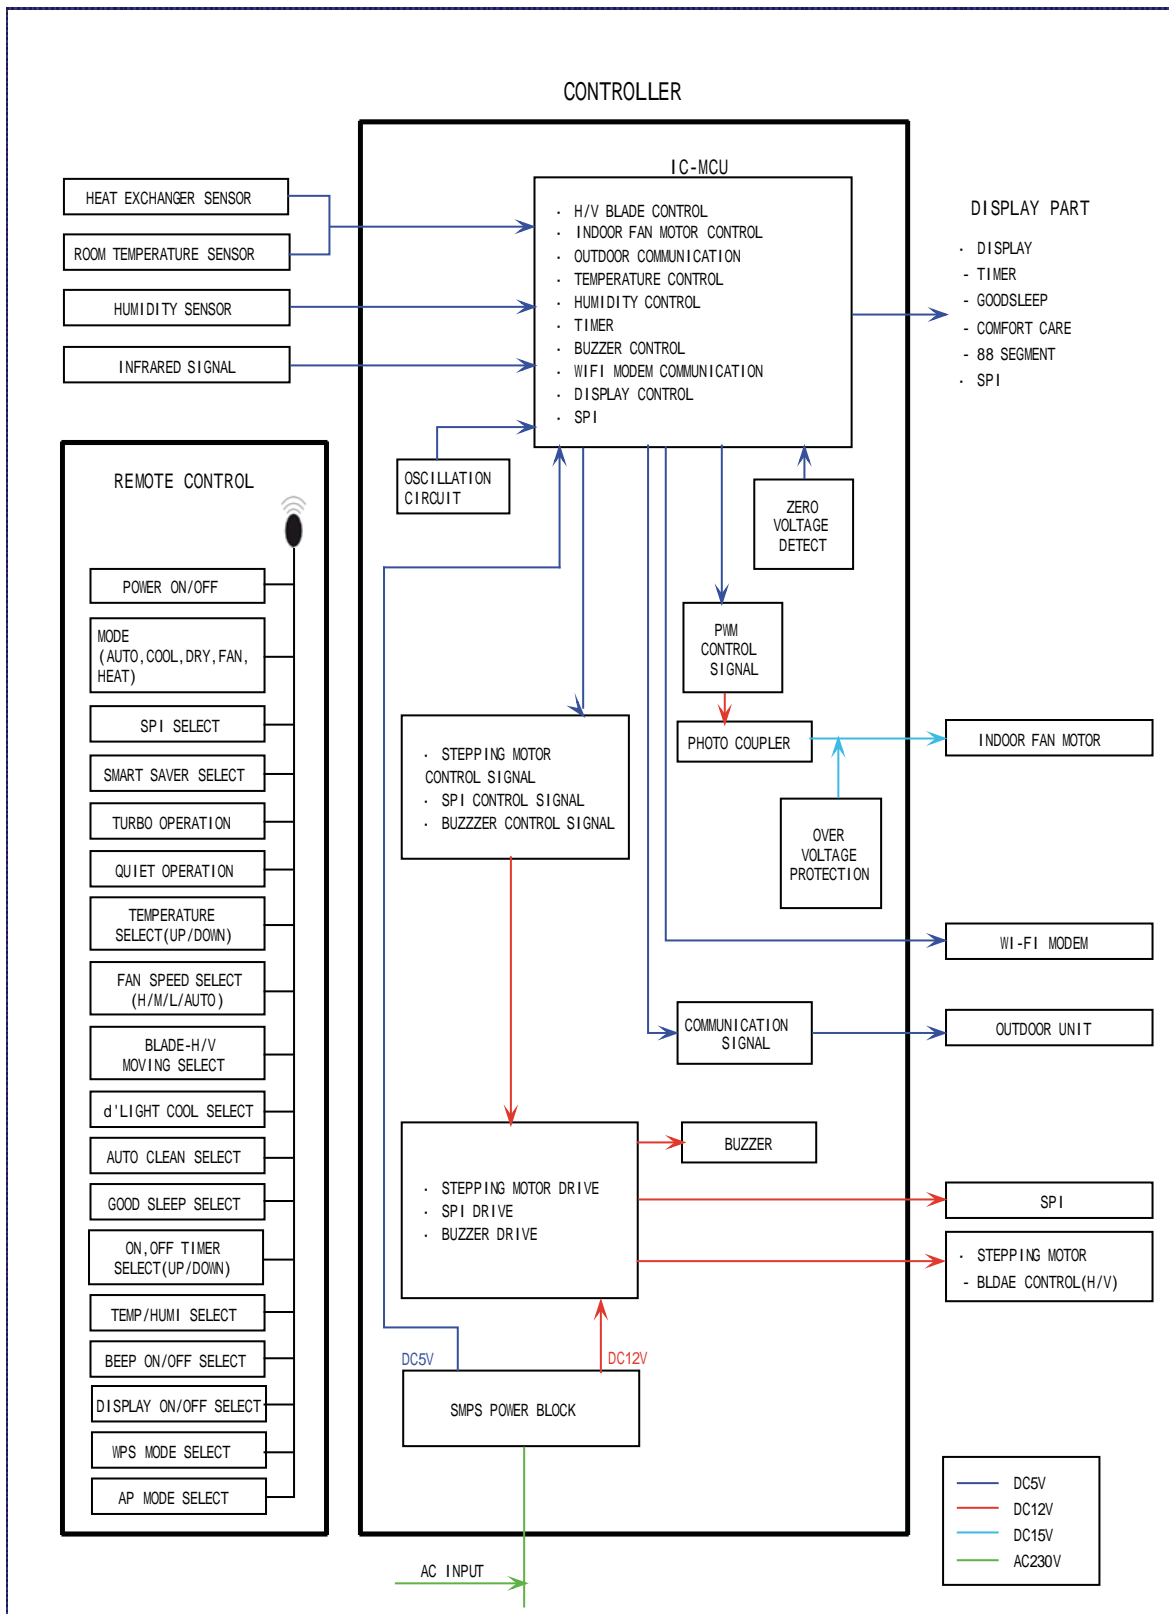 CONTROLLER
IC-MCU
HEAT EXCHANGER SENSOR
ROOM TEMPERATURE SENSOR
HUMIDITY SENSOR
INFRARED SIGNAL
· H/V BLADE CONTROL
· INDOOR FAN MOTOR CONTROL
· OUTDOOR COMMUNICATION
· TEMPERATURE CONTROL
· HUMIDITY CONTROL
· TIMER
· BUZZER CONTROL
· WIFI MODEM COMMUNICATION
· DISPLAY CONTROL
· SPI
DISPLAY PART
· DISPLAY
- TIMER
- GOODSLEEP
- COMFORT CARE
- 88 SEGMENT
· SPI
OSCILLATION
CIRCUIT
ZERO
VOLTAGE
DETECT
REMOTE CONTROL
POWER ON/OFF
MODE
(AUTO,COOL,DRY,FAN,
HEAT)
SPI SELECT
SMART SAVER SELECT
TURBO OPERATION
QUIET OPERATION
TEMPERATURE
SELECT(UP/DOWN)
FAN SPEED SELECT
(H/M/L/AUTO)
BLADE-H/V
MOVING SELECT
d'LIGHT COOL SELECT
AUTO CLEAN SELECT
GOOD SLEEP SELECT
ON,OFF TIMER
SELECT(UP/DOWN)
TEMP/HUMI SELECT
BEEP ON/OFF SELECT
DISPLAY ON/OFF SELECT
WPS MODE SELECT
AP MODE SELECT
PWM
CONTROL
SIGNAL
PHOTO COUPLER
INDOOR FAN MOTOR
· STEPPING MOTOR
CONTROL SIGNAL
· SPI CONTROL SIGNAL
· BUZZZER CONTROL SIGNAL
OVER
VOLTAGE
PROTECTION
WI-FI MODEM
COMMUNICATION
SIGNAL
OUTDOOR UNIT
BUZZER
· STEPPING MOTOR DRIVE
· SPI DRIVE
· BUZZER DRIVE
SPI
· STEPPING MOTOR
- BLDAE CONTROL(H/V)
DC5V
DC12V
SMPS POWER BLOCK
AC INPUT
DC5V
DC12V
DC15V
AC230V